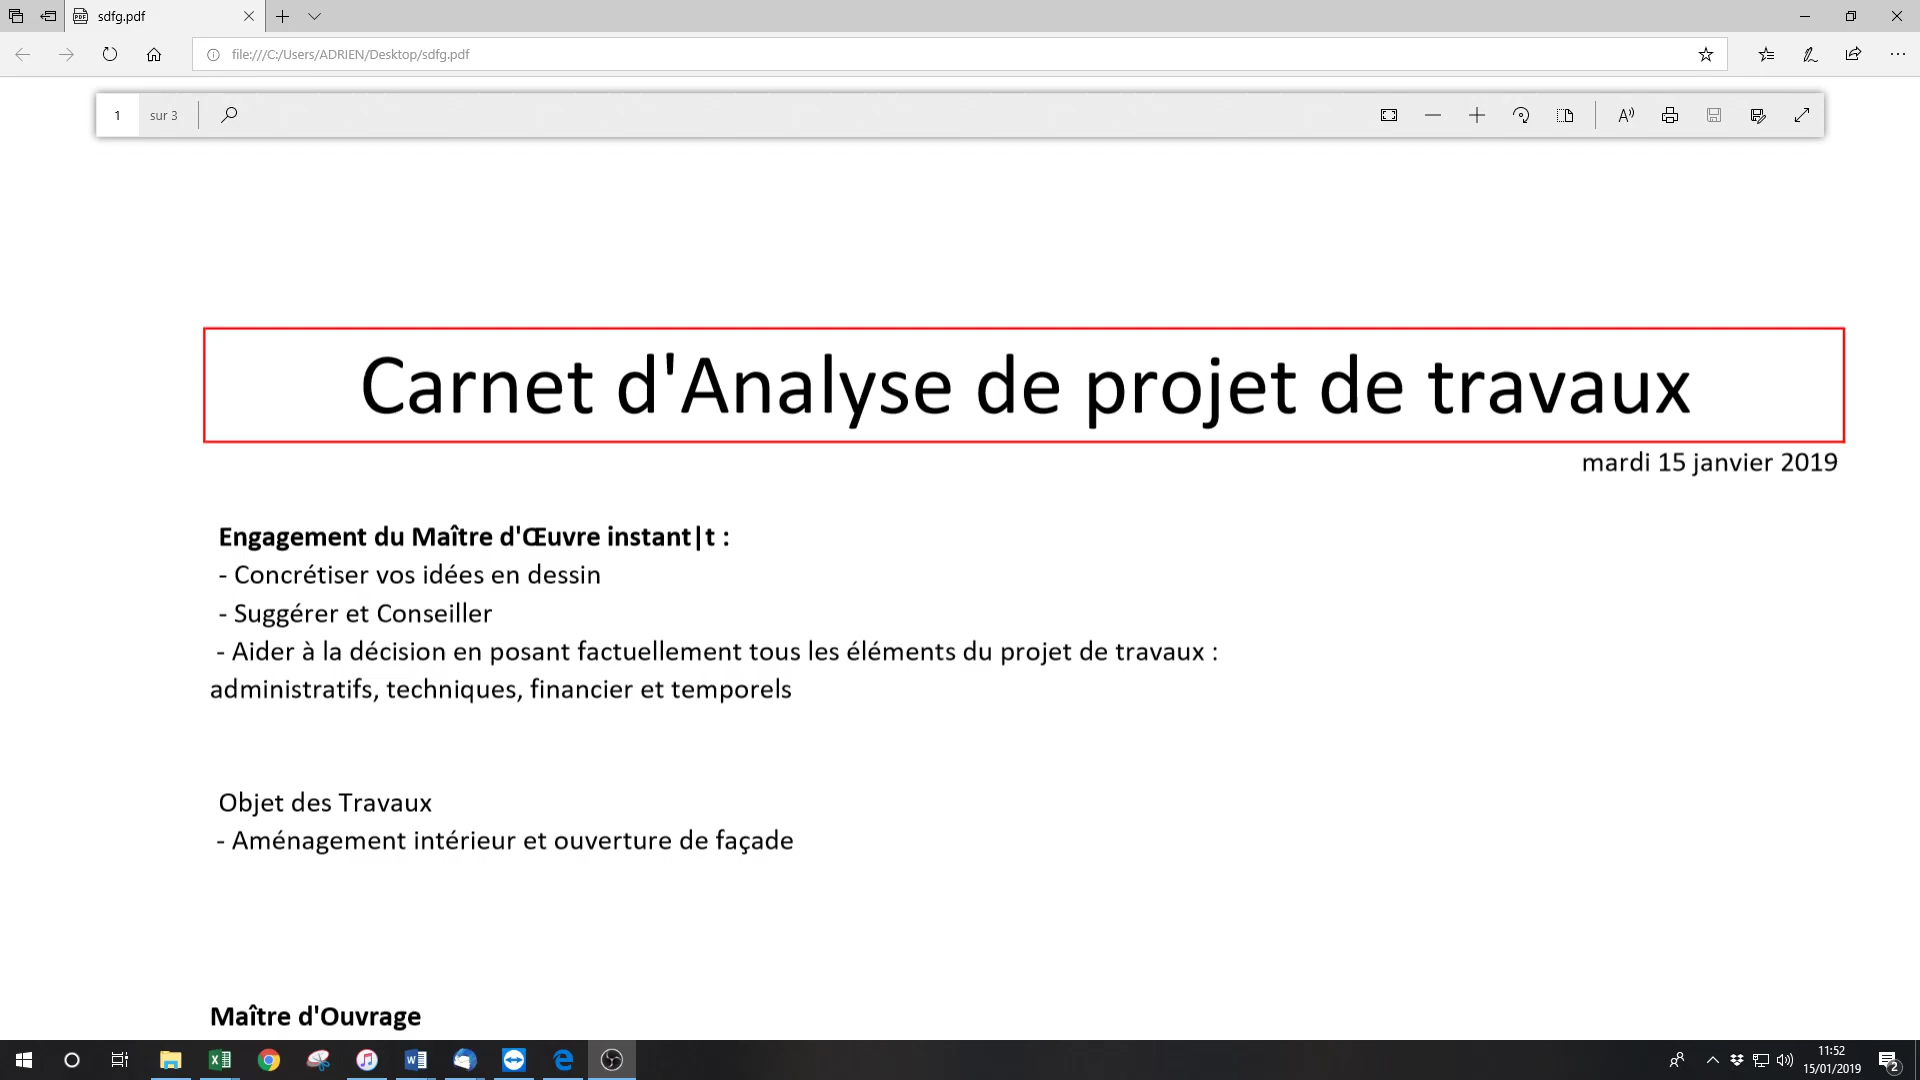 sdfg.pdf
file:///C:/Users/ADRIEN/Desktop/sdfg.pdf
1 sur 3
Carnet d'Analyse de projet de travaux
mardi 15 janvier 2019
Engagement du Maître d'Œuvre instant|t :
- Concrétiser vos idées en dessin
- Suggérer et Conseiller
- Aider à la décision en posant factuellement tous les éléments du projet de travaux :
administratifs, techniques, financier et temporels
Objet des Travaux
- Aménagement intérieur et ouverture de façade
Maître d'Ouvrage
11:52
15/01/2019
2